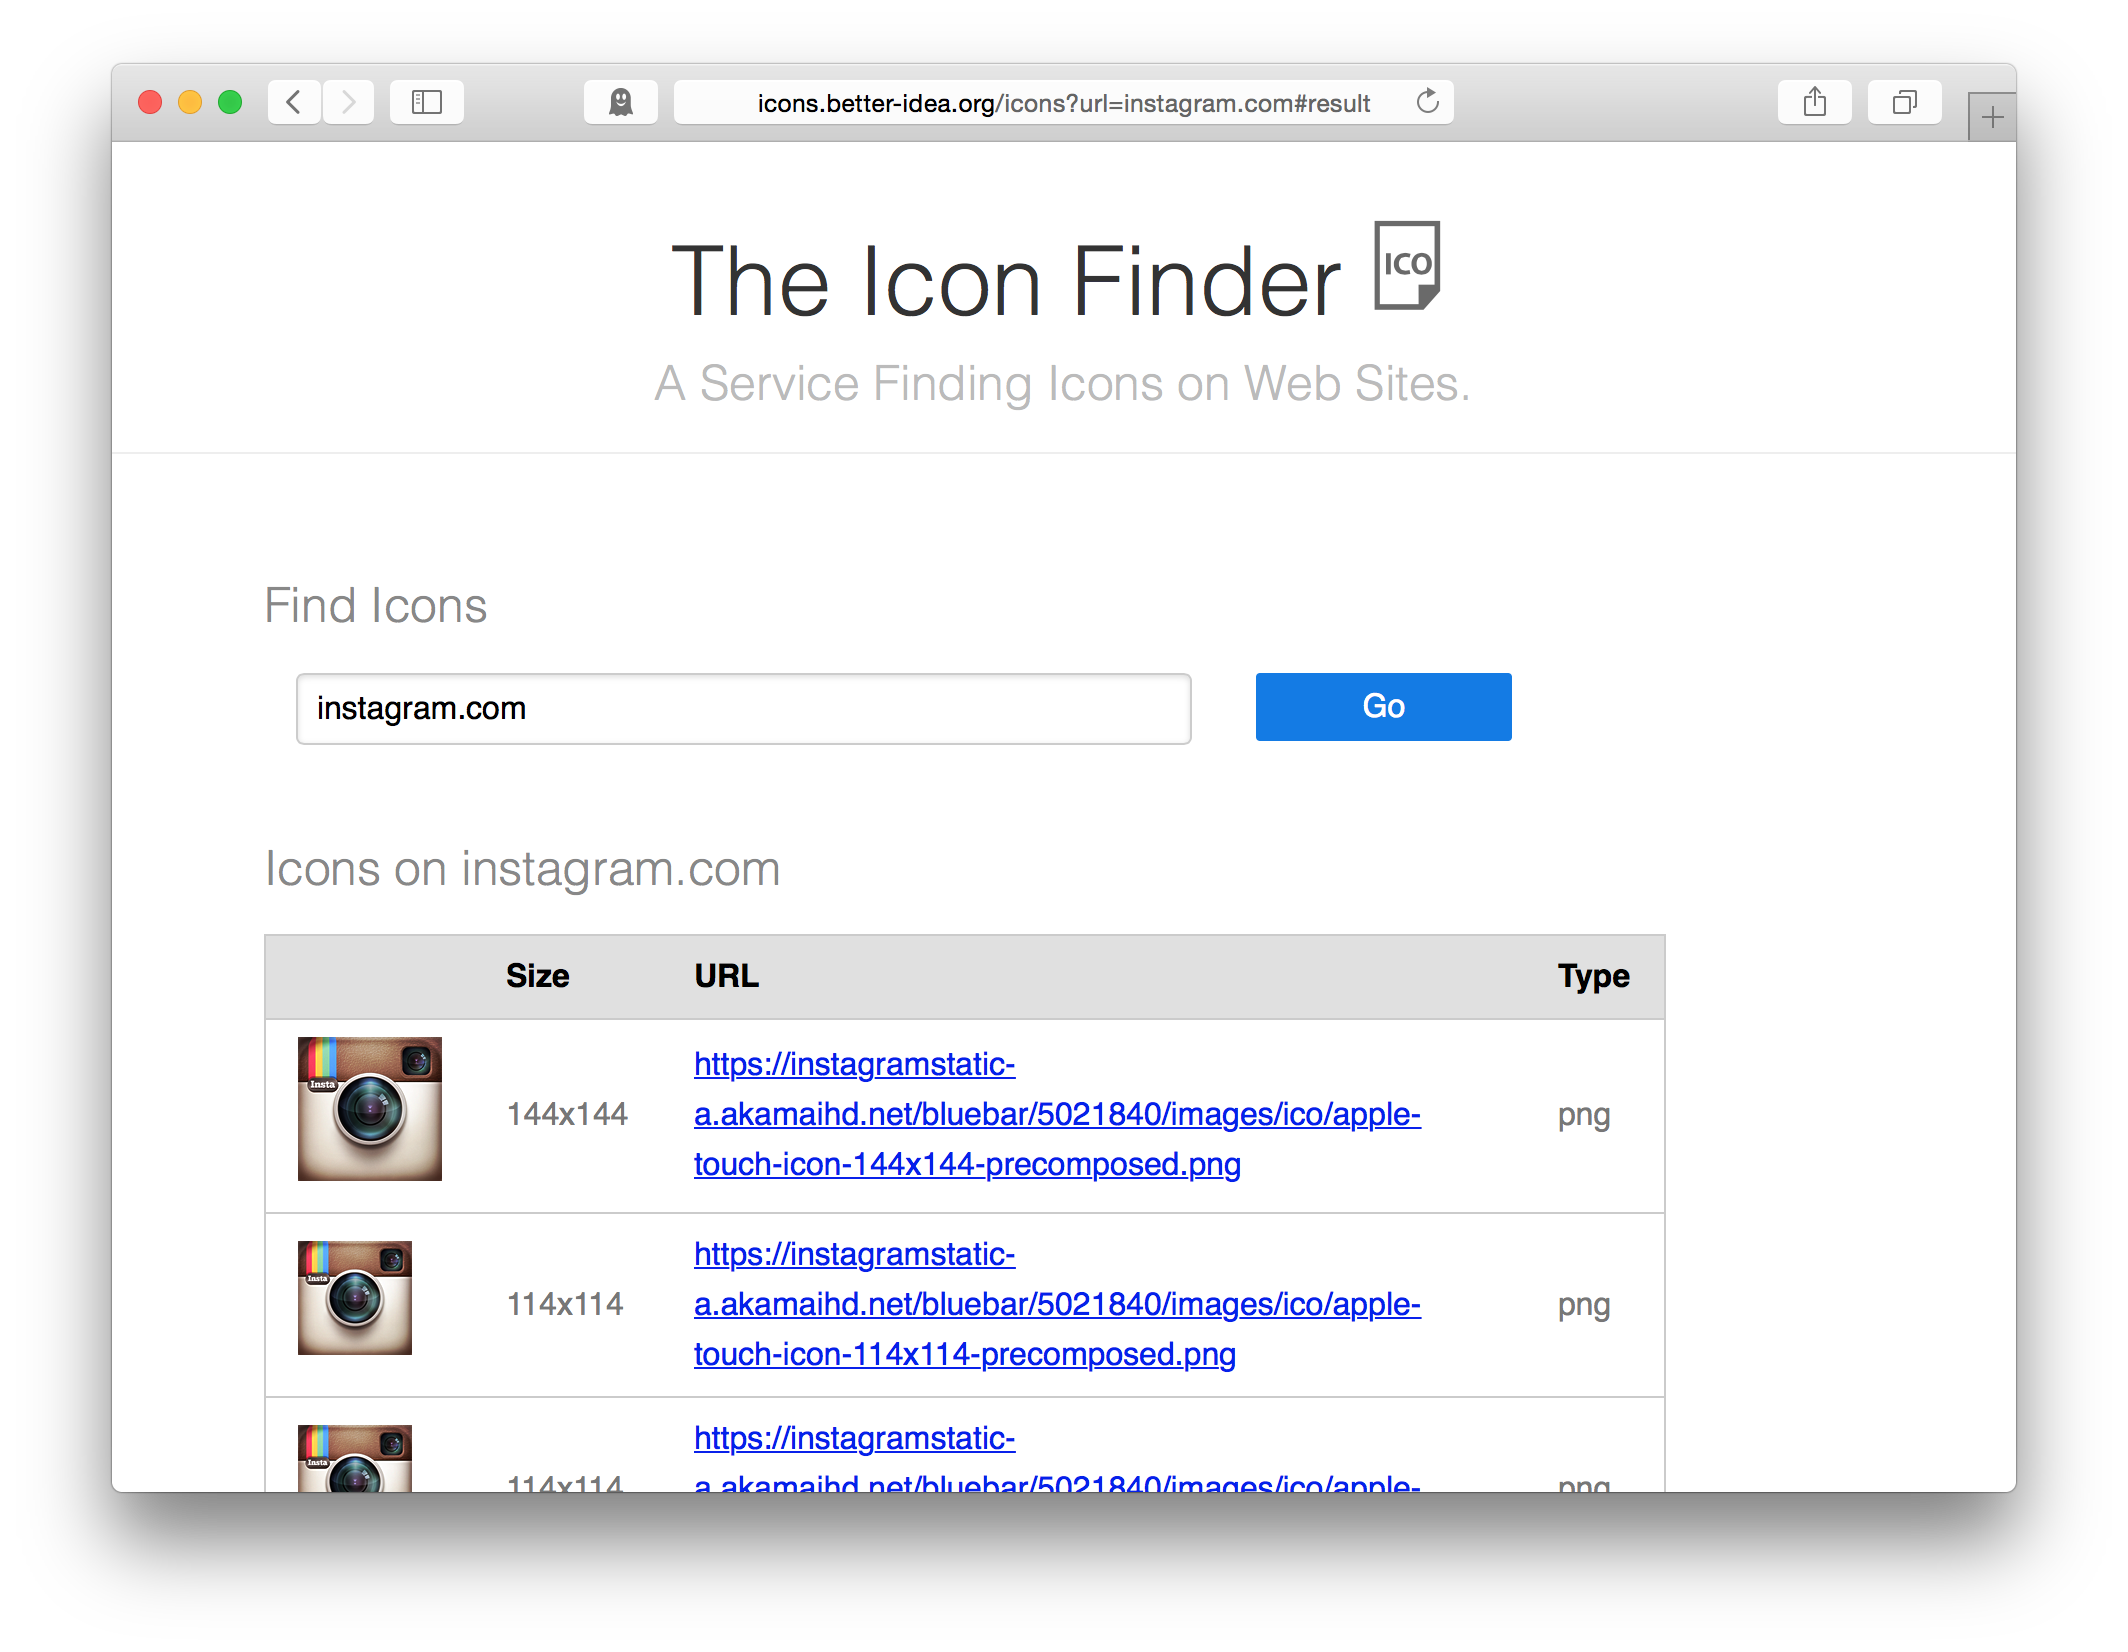 icons.better-idea.org/icons?url=instagram.com#result
The Icon Finder ICO
A Service Finding Icons on Web Sites.
Find Icons
instagram.com Go
Icons on instagram.com
Size URL Type
Insta
https://instagramstatic-
144x144 a.akamaihd.net/bluebar/5021840/images/ico/apple- png
touch-icon-144x144-precomposed.png
Insta
https://instagramstatic-
114x114 a.akamaihd.net/bluebar/5021840/images/ico/apple- png
touch-icon-114x114-precomposed.png
Insta
https://instagramstatic-
114x114 a.akamaihd.net/bluebar/5021840/images/ico/apple- png